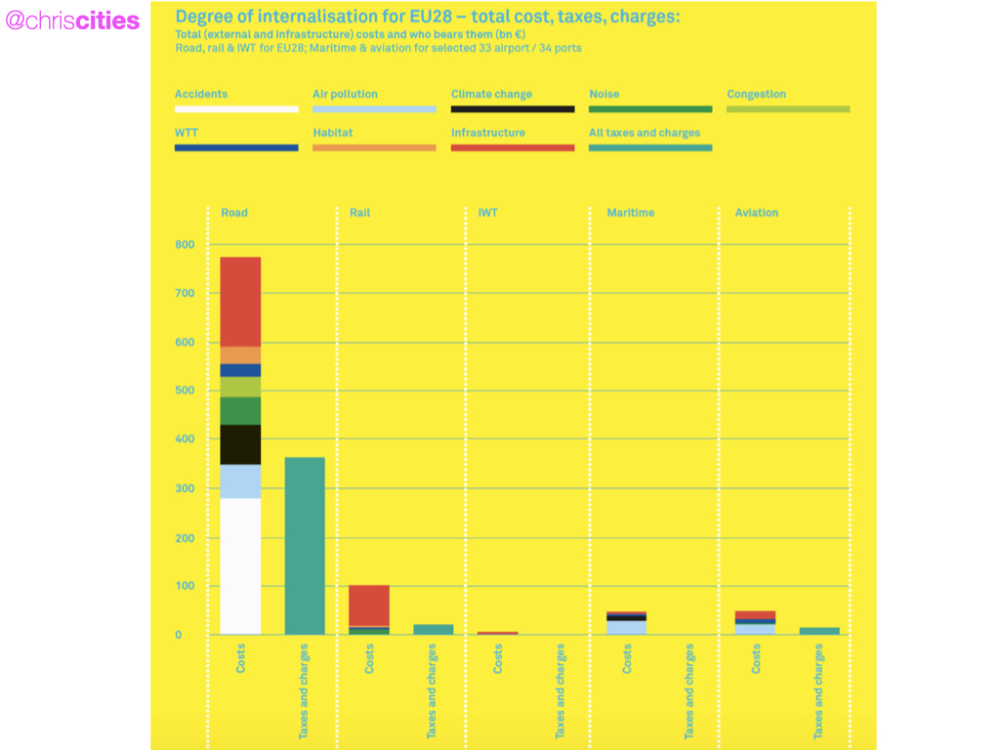 @chriscities
Degree of internalisation for EU28 – total cost, taxes, charges:
Total (external and infrastructure) costs and who bears them (bn €)
Road, rail & IWT for EU28; Maritime & aviation for selected 33 airport / 34 ports
Accidents Air pollution Climate change Noise Congestion
WTT Habitat Infrastructure All taxes and charges
Road Rail IWT Maritime Aviation
800
700
600
500
400
300
200
100
0
Costs Taxes and charges Costs Taxes and charges Costs Taxes and charges Costs Taxes and charges Costs Taxes and charges